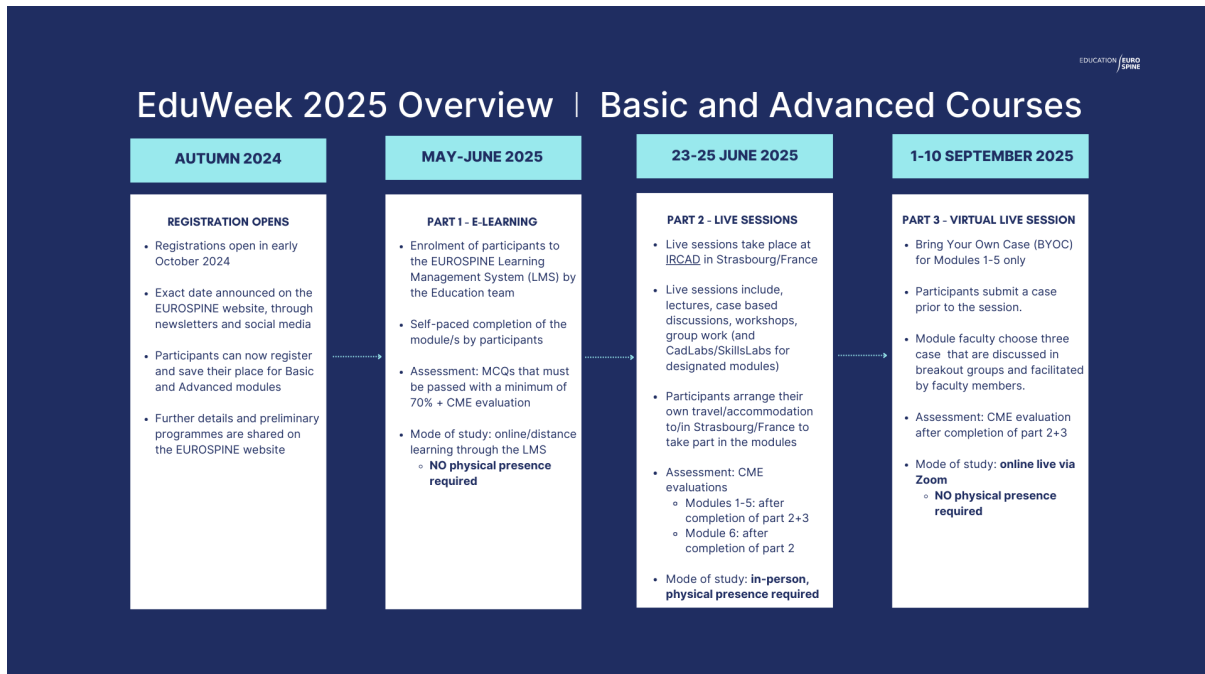 EDUCATION EURO
SPINE
EduWeek 2025 Overview | Basic and Advanced Courses
AUTUMN 2024
REGISTRATION OPENS
• Registrations open in early
October 2024
• Exact date announced on the
EUROSPINE website, through
newsletters and social media
• Participants can now register
and save their place for Basic
and Advanced modules
• Further details and preliminary
programmes are shared on
the EUROSPINE website
MAY-JUNE 2025
PART 1 - E-LEARNING
• Enrolment of participants to
the EUROSPINE Learning
Management System (LMS) by
the Education team
• Self-paced completion of the
module/s by participants
• Assessment: MCQs that must
be passed with a minimum of
70% + CME evaluation
• Mode of study: online/distance
learning through the LMS
◦ NO physical presence
required
23-25 JUNE 2025
PART 2 - LIVE SESSIONS
• Live sessions take place at
IRCAD in Strasbourg/France
• Live sessions include,
lectures, case based
discussions, workshops,
group work (and
CadLabs/SkillsLabs for
designated modules)
• Participants arrange their
own travel/accommodation
to/in Strasbourg/France to
take part in the modules
• Assessment: CME
evaluations
◦ Modules 1-5: after
completion of part 2+3
◦ Module 6: after
completion of part 2
• Mode of study: in-person,
physical presence required
1-10 SEPTEMBER 2025
PART 3 - VIRTUAL LIVE SESSION
• Bring Your Own Case (BYOC)
for Modules 1-5 only
• Participants submit a case
prior to the session.
• Module faculty choose three
case that are discussed in
breakout groups and facilitated
by faculty members.
• Assessment: CME evaluation
after completion of part 2+3
• Mode of study: online live via
Zoom
◦ NO physical presence
required